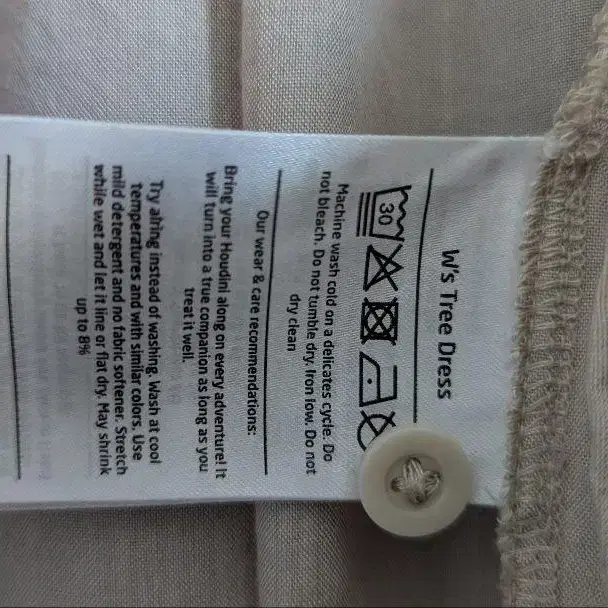 W's Tree Dress
30
Machine wash cold on a delicates cycle. Do
not bleach. Do not tumble dry. Iron low. Do not
dry clean
Our wear & care recommendations:
Bring your Houdini along on every adventure! It
will turn into a true companion as long as you
treat it well.
Try airing instead of washing. Wash at cool
temperatures and with similar colors. Use
mild detergent and no fabric softener. Stretch
while wet and let it line or flat dry. May shrink
up to 8%